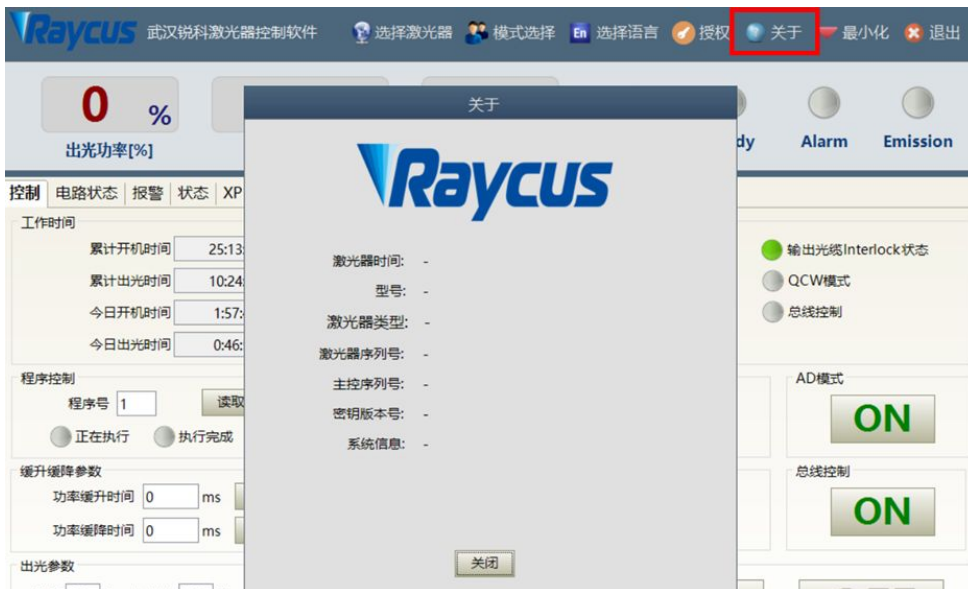 Raycus 武汉锐科激光器控制软件 选择激光器 模式选择 En 选择语言 授权 关于 最小化 退出
0 %
出光功率[%]
dy Alarm Emission
关于
Raycus
控制 电路状态 报警 状态 XP
工作时间
累计开机时间 25:13:
累计出光时间 10:24:
今日开机时间 1:57:
今日出光时间 0:46:
激光器时间: -
型号: -
激光器类型: -
激光器序列号: -
主控序列号: -
密钥版本号: -
系统信息: -
关闭
输出光缆Interlock状态
QCW模式
总线控制
程序控制
程序号 1 读取
正在执行 执行完成
AD模式
ON
缓升缓降参数
功率缓升时间 0 ms
功率缓降时间 0 ms
总线控制
ON
出光参数